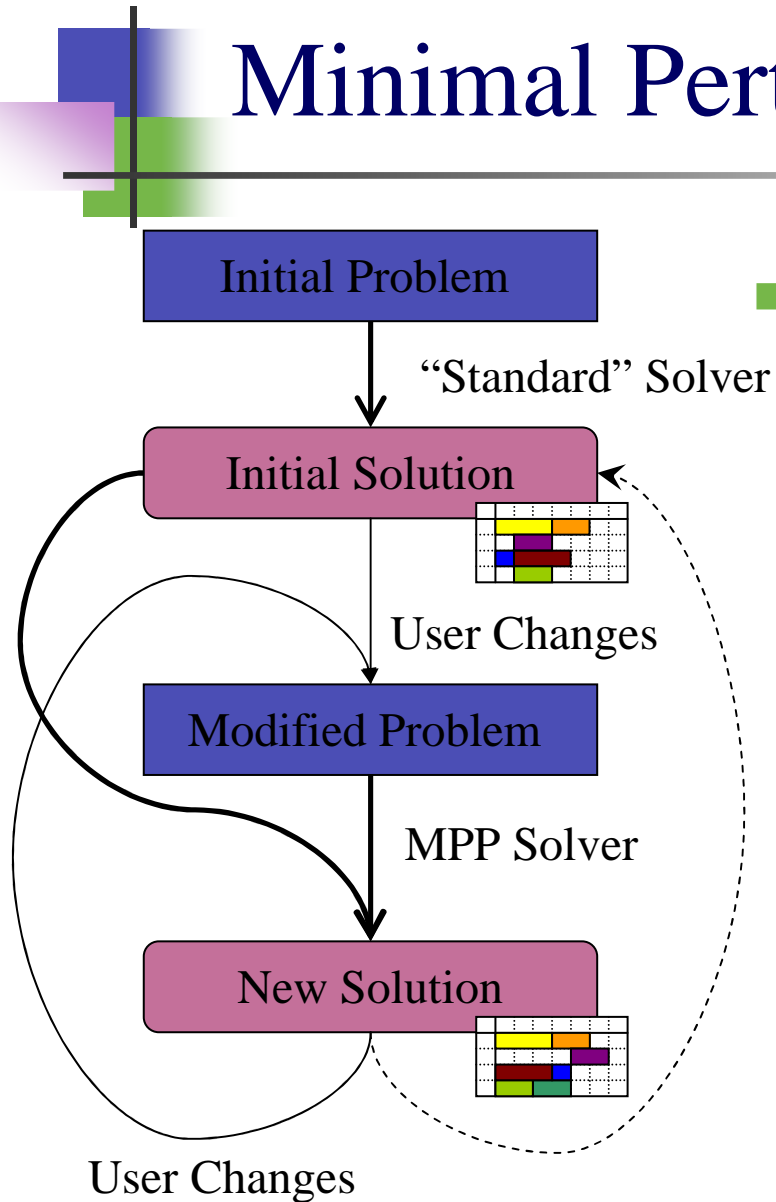 Minimal Pert
Initial Problem
“Standard” Solver
Initial Solution
User Changes
Modified Problem
MPP Solver
New Solution
User Changes